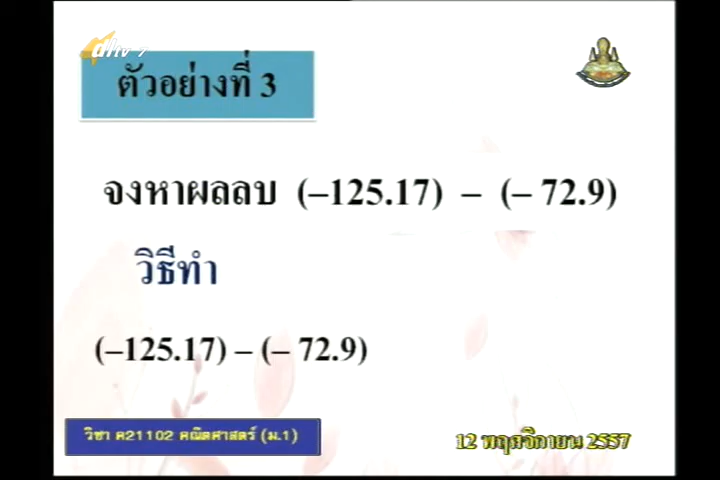 dltv 7
ตัวอย่างที่ 3
จงหาผลลบ (–125.17) – (– 72.9)
วิธีทำ
(–125.17) – (– 72.9)
วิชา ค21102 คณิตศาสตร์ (ม.1)
12 พฤศจิกายน 2557